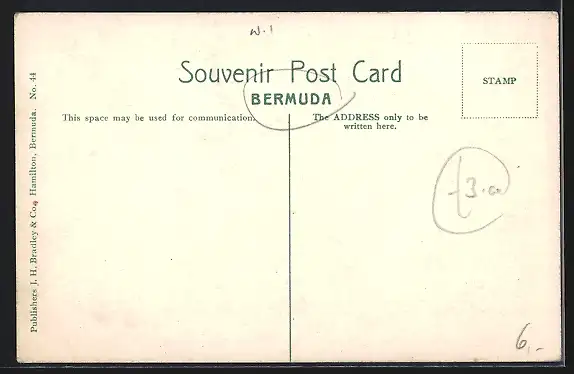 W.I
Souvenir Post Card
BERMUDA
STAMP
This space may be used for communication.
The ADDRESS only to be
written here.
Publishers J. H. Bradley & Co., Hamilton, Bermuda. No. 44
£3.00
6,-